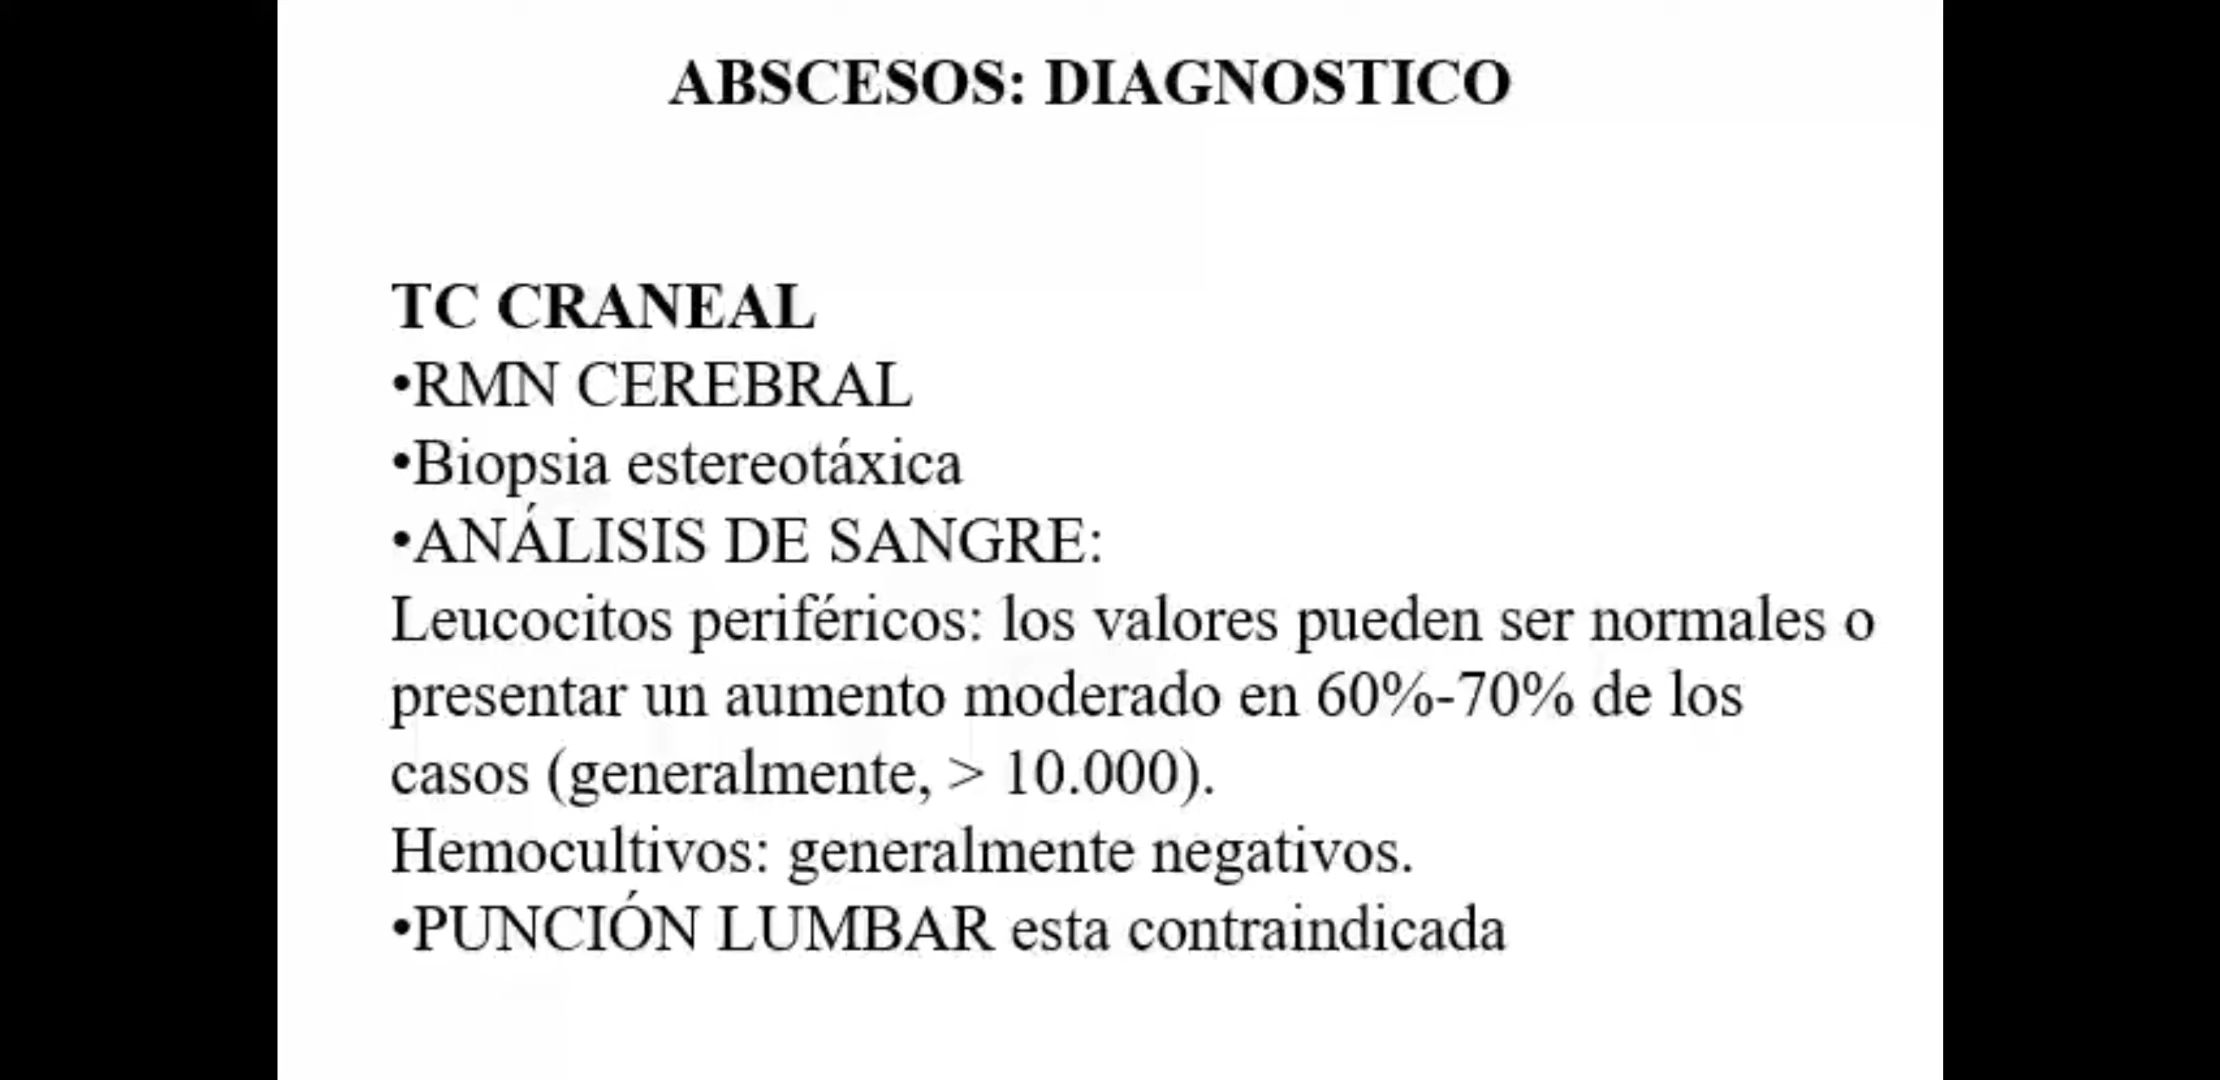 ABSCESOS: DIAGNOSTICO
TC CRANEAL
•RMN CEREBRAL
•Biopsia estereotáxica
•ANÁLISIS DE SANGRE:
Leucocitos periféricos: los valores pueden ser normales o
presentar un aumento moderado en 60%-70% de los
casos (generalmente, > 10.000).
Hemocultivos: generalmente negativos.
•PUNCIÓN LUMBAR esta contraindicada